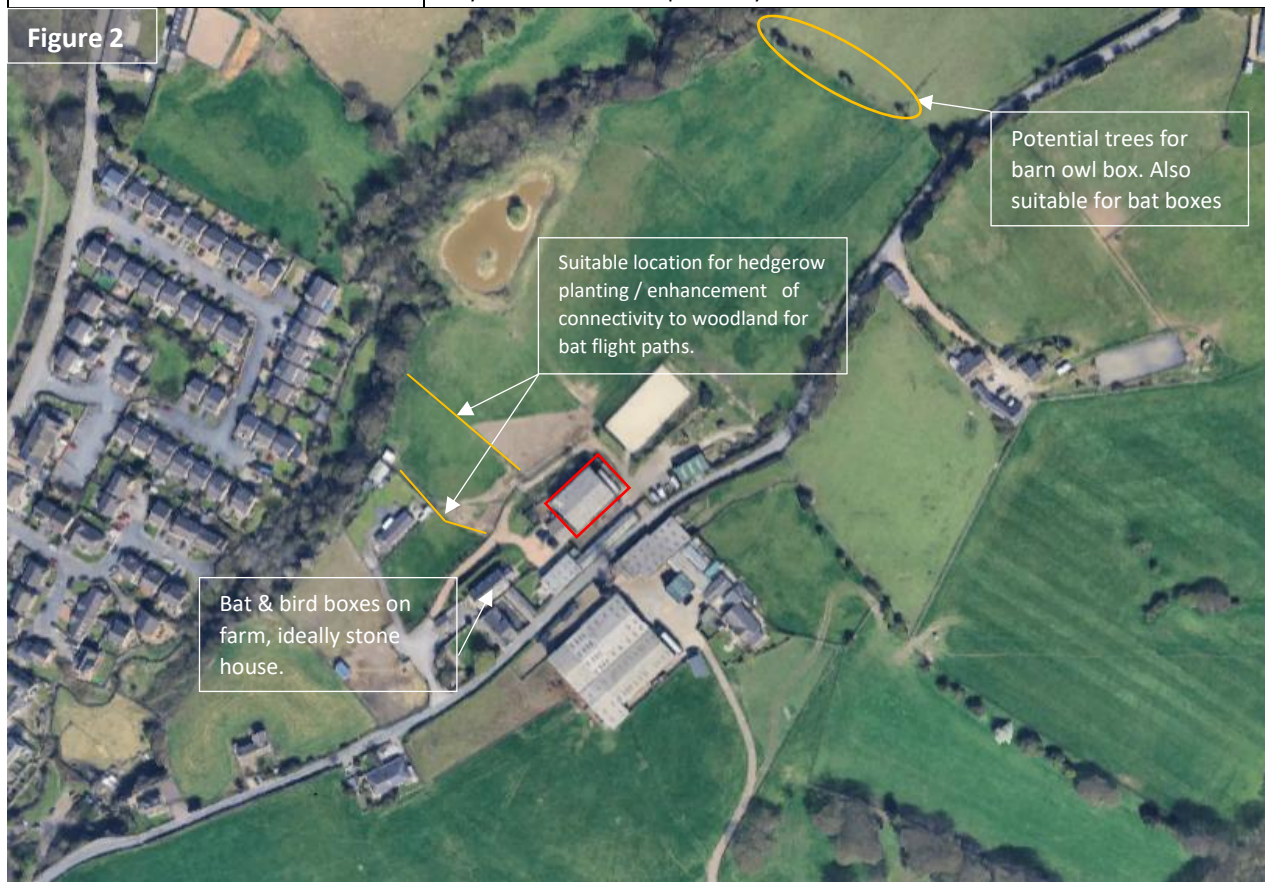 Figure 2
Potential trees for
barn owl box. Also
suitable for bat boxes
Suitable location for hedgerow
planting / enhancement of
connectivity to woodland for
bat flight paths.
Bat & bird boxes on
farm, ideally stone
house.